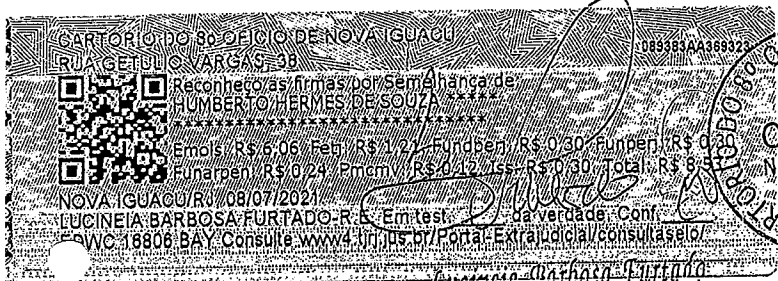 CARTORIO DO 8o OFICIO DE NOVA IGUACU
089383AA369323
RUA GETULIO VARGAS, 38
Reconheço as firmas por Semelhança de:
HUMBERTO HERMES DE SOUZA *****
******************************
Emols: R$ 6.06 Fetj: R$ 1.21 Fundperj: R$ 0.30 Funperj: R$
Funarpen: R$ 0.24 Pmcmv: R$ 0.12 Iss: R$ 0.30 Total: R$
NOVA IGUACU/RJ 08/07/2021
LUCINEIA BARBOSA FURTADO-R.E. Em test. da verdade. Conf.
EDWC 16806 BAY Consulte www4.tjrj.jus.br/Portal-Extrajudicial/consultaselo/
Barbosa Furtado